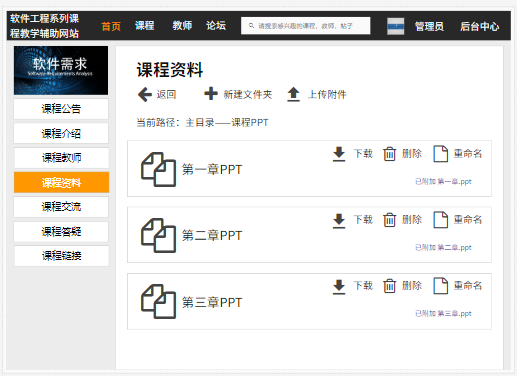 软件工程系列课
程教学辅助网站
首页 课程 教师 论坛 请搜索感兴趣的课程，教师，帖子 管理员 后台中心
软件需求
Software Requirements Analysis
课程公告
课程介绍
课程教师
课程资料
课程交流
课程答疑
课程链接
课程资料
返回 新建文件夹 上传附件
当前路径：主目录——课程PPT
第一章PPT 下载 删除 重命名
已附加 第一章.ppt
第二章PPT 下载 删除 重命名
已附加 第二章.ppt
第三章PPT 下载 删除 重命名
已附加 第三章.ppt